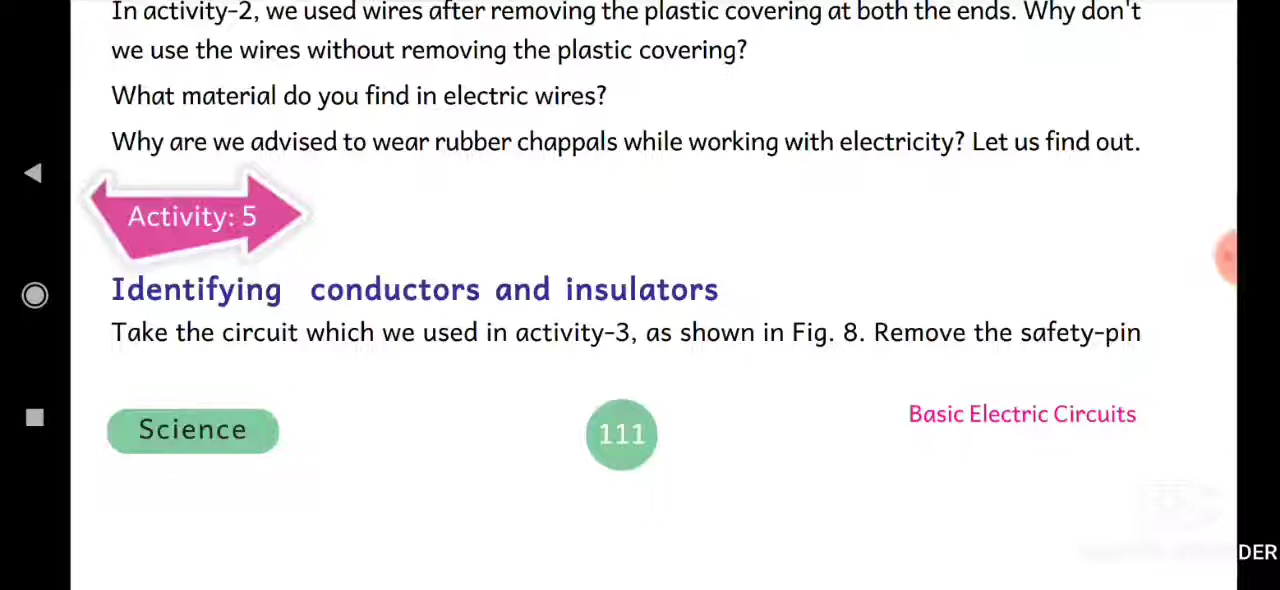 In activity-2, we used wires after removing the plastic covering at both the ends. Why don't
we use the wires without removing the plastic covering?
What material do you find in electric wires?
Why are we advised to wear rubber chappals while working with electricity? Let us find out.
Activity: 5
Identifying conductors and insulators
Take the circuit which we used in activity-3, as shown in Fig. 8. Remove the safety-pin
Science
111
Basic Electric Circuits
DER